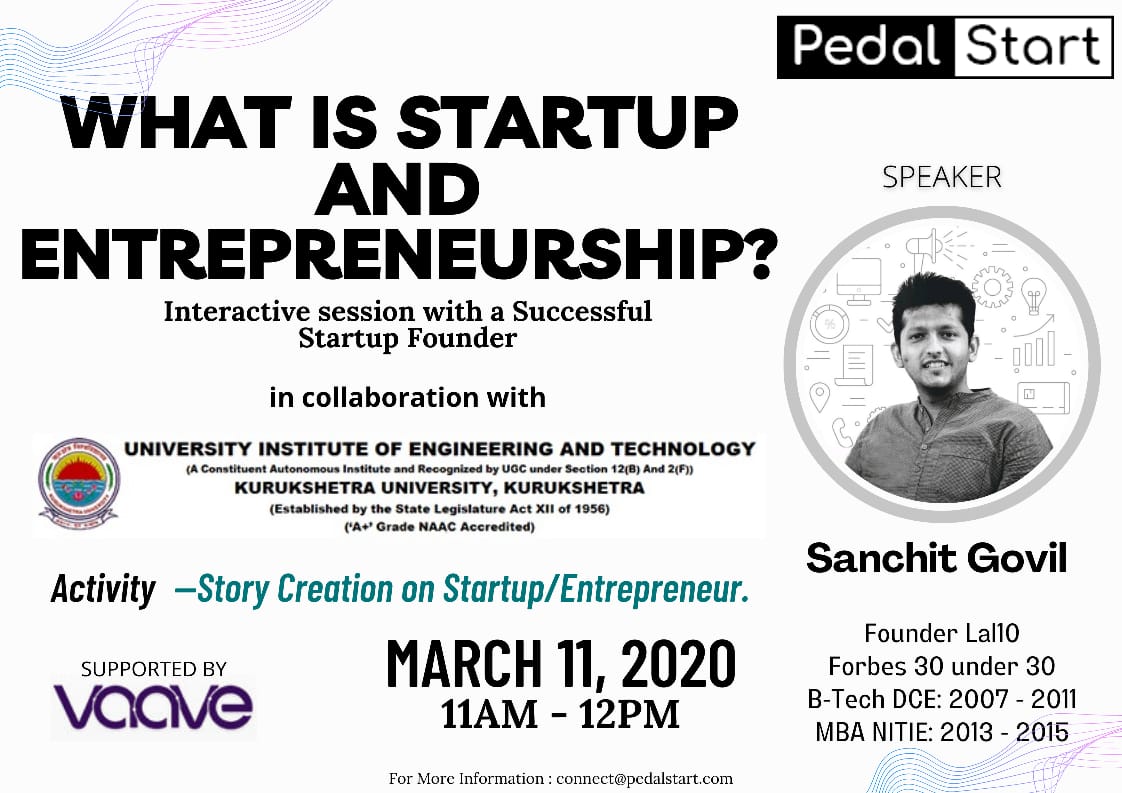 Pedal Start
WHAT IS STARTUP
AND
ENTREPRENEURSHIP?
Interactive session with a Successful
Startup Founder
in collaboration with
UNIVERSITY INSTITUTE OF ENGINEERING AND TECHNOLOGY
(A Constituent Autonomous Institute and Recognized by UGC under Section 12(B) And 2(F))
KURUKSHETRA UNIVERSITY, KURUKSHETRA
(Established by the State Legislature Act XII of 1956)
('A+' Grade NAAC Accredited)
Activity —Story Creation on Startup/Entrepreneur.
SUPPORTED BY
vaave
MARCH 11, 2020
11AM - 12PM
SPEAKER
Sanchit Govil
Founder Lal10
Forbes 30 under 30
B-Tech DCE: 2007 - 2011
MBA NITIE: 2013 - 2015
For More Information : connect@pedalstart.com